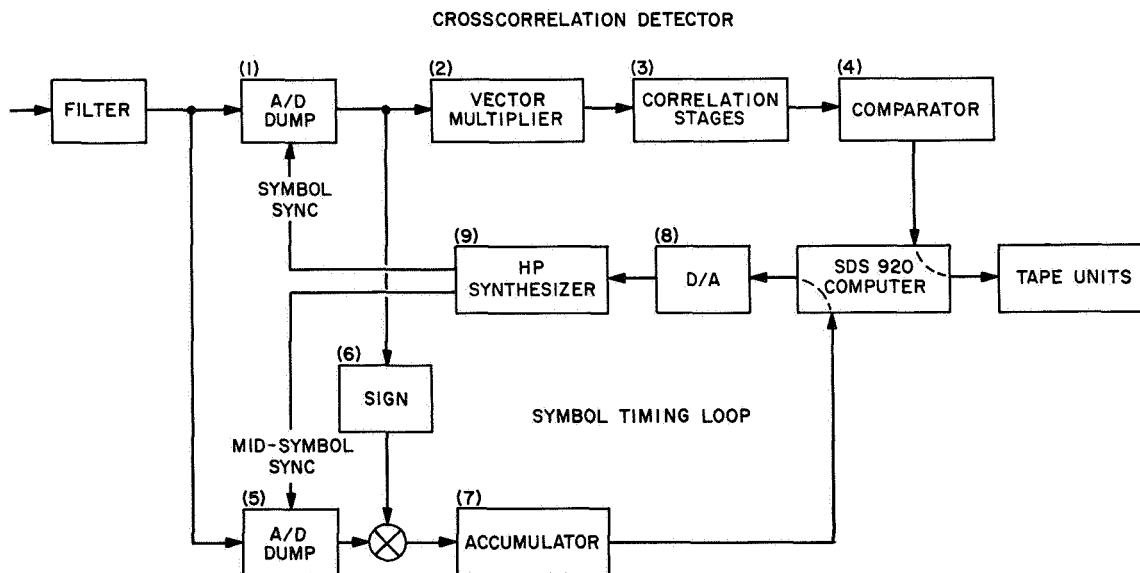 CROSSCORRELATION DETECTOR
FILTER
(1)
A/D
DUMP
(2)
VECTOR
MULTIPLIER
(3)
CORRELATION
STAGES
(4)
COMPARATOR
SYMBOL
SYNC
(9)
HP
SYNTHESIZER
(8)
D/A
SDS 920
COMPUTER
TAPE UNITS
(6)
SIGN
SYMBOL TIMING LOOP
MID-SYMBOL
SYNC
(5)
A/D
DUMP
(7)
ACCUMULATOR